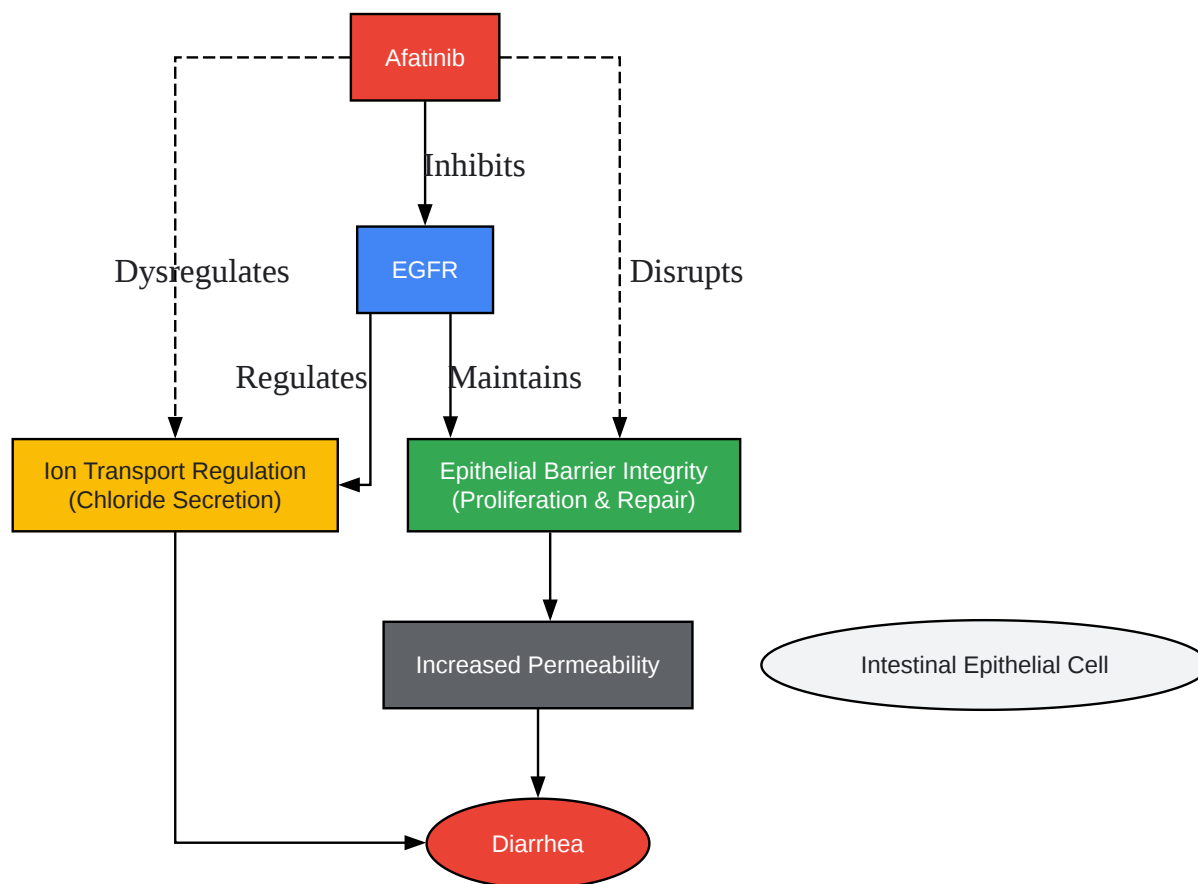 Afatinib
Inhibits
Dysregulates
EGFR
Disrupts
Regulates
Maintains
Ion Transport Regulation
(Chloride Secretion)
Epithelial Barrier Integrity
(Proliferation & Repair)
Increased Permeability
Intestinal Epithelial Cell
Diarrhea